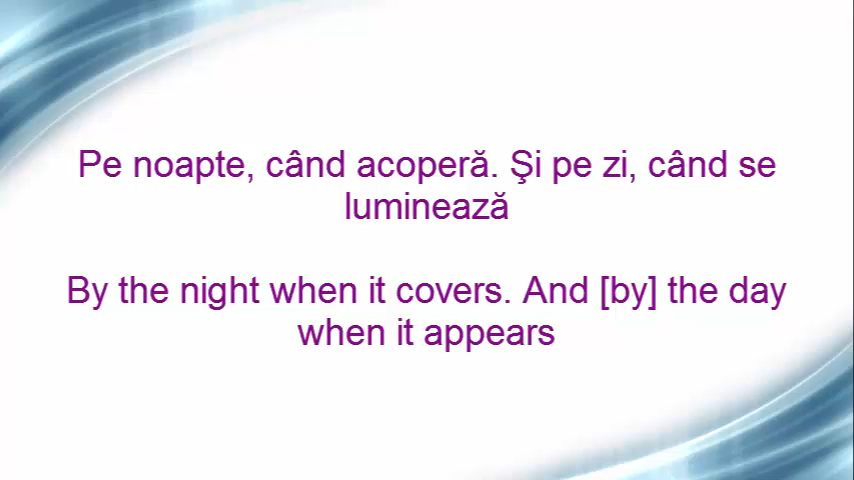 Pe noapte, când acoperă. Şi pe zi, când se
luminează
By the night when it covers. And [by] the day
when it appears